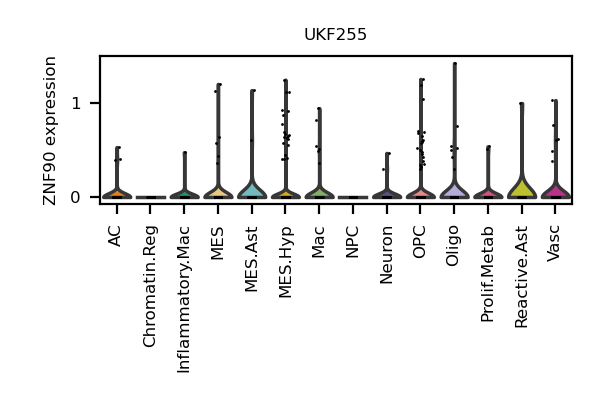 UKF255
ZNF90 expression
1
0
AC
Chromatin.Reg
Inflammatory.Mac
MES
MES.Ast
MES.Hyp
Mac
NPC
Neuron
OPC
Oligo
Prolif.Metab
Reactive.Ast
Vasc